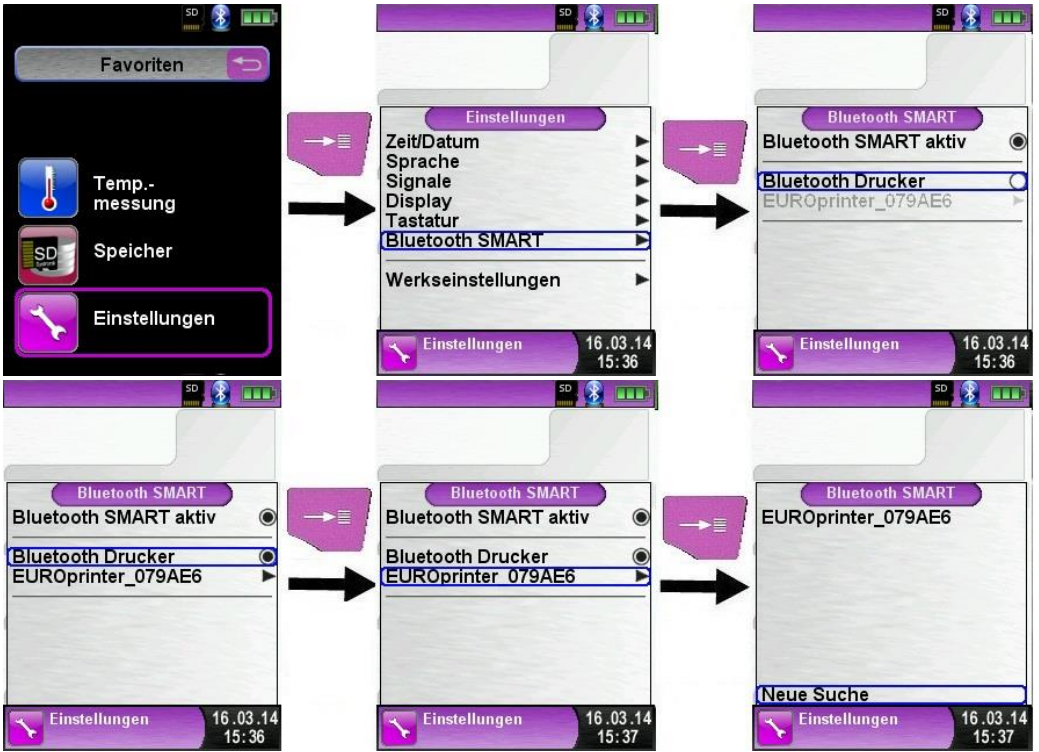 SD
Favoriten
Temp.-
messung
SD
Speicher
Einstellungen
SD
Einstellungen
Zeit/Datum
Sprache
Signale
Display
Tastatur
Bluetooth SMART
Werkseinstellungen
Einstellungen
16.03.14
15:36
SD
Bluetooth SMART
Bluetooth SMART aktiv
Bluetooth Drucker
EUROprinter_079AE6
Einstellungen
16.03.14
15:36
SD
Bluetooth SMART
Bluetooth SMART aktiv
Bluetooth Drucker
EUROprinter_079AE6
Einstellungen
16.03.14
15:36
SD
Bluetooth SMART
Bluetooth SMART aktiv
Bluetooth Drucker
EUROprinter_079AE6
Einstellungen
16.03.14
15:37
SD
Bluetooth SMART
EUROprinter_079AE6
Neue Suche
Einstellungen
16.03.14
15:37